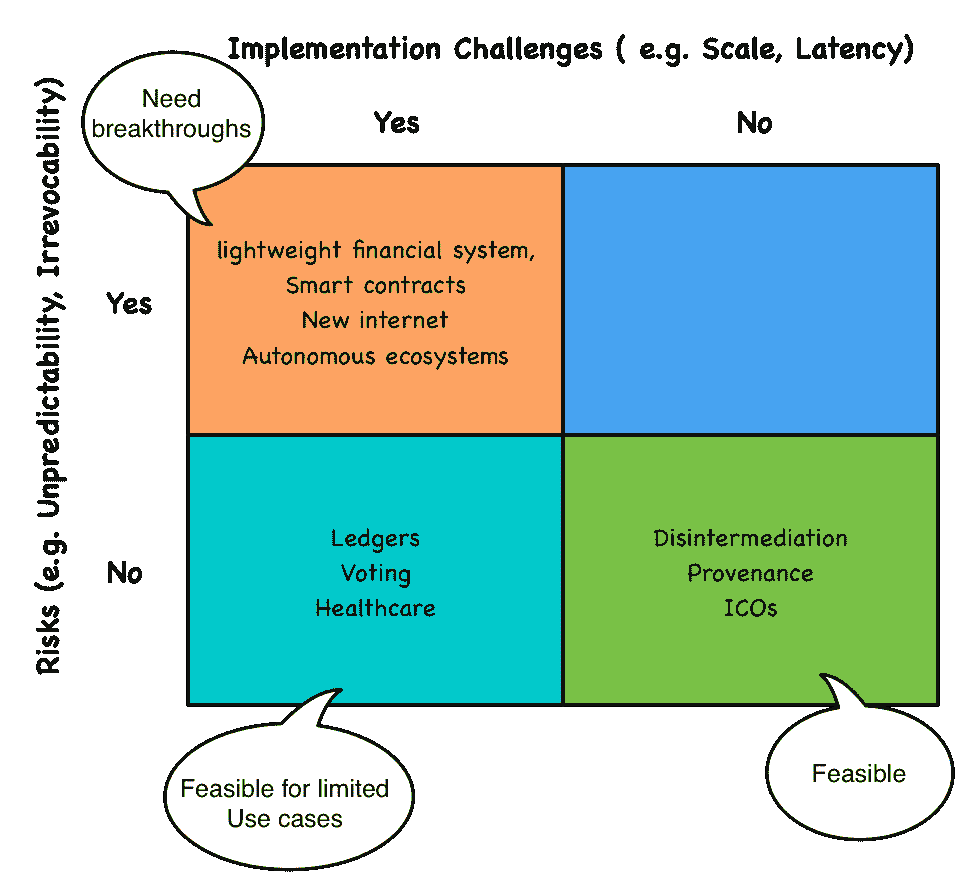 Implementation Challenges ( e.g. Scale, Latency)
Need
breakthroughs
Yes
No
Risks (e.g. Unpredictability, Irrevocability)
Yes
lightweight financial system,
Smart contracts
New internet
Autonomous ecosystems
No
Ledgers
Voting
Healthcare
Disintermediation
Provenance
ICOs
Feasible for limited
Use cases
Feasible